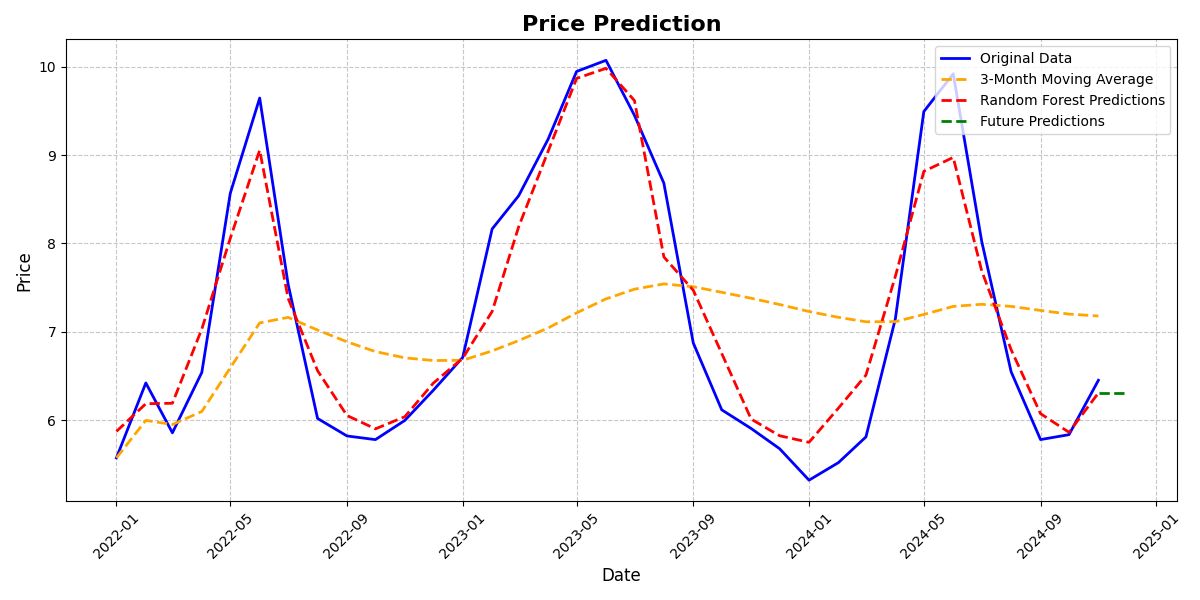 Price Prediction
Original Data
3-Month Moving Average
Random Forest Predictions
Future Predictions
Price
10
9
8
7
6
2022-01
2022-05
2022-09
2023-01
2023-05
2023-09
2024-01
2024-05
2024-09
2025-01
Date